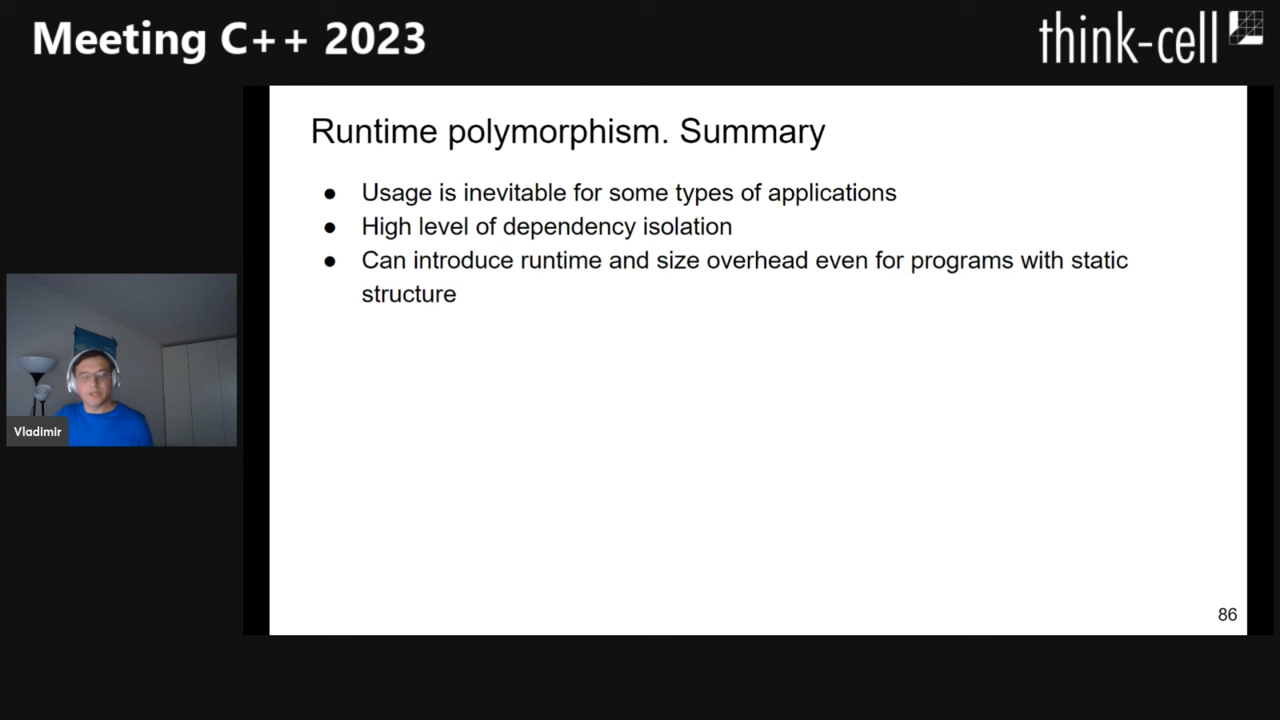 Meeting C++ 2023
think-cell
Runtime polymorphism. Summary
● Usage is inevitable for some types of applications
● High level of dependency isolation
● Can introduce runtime and size overhead even for programs with static
structure
Vladimir
86